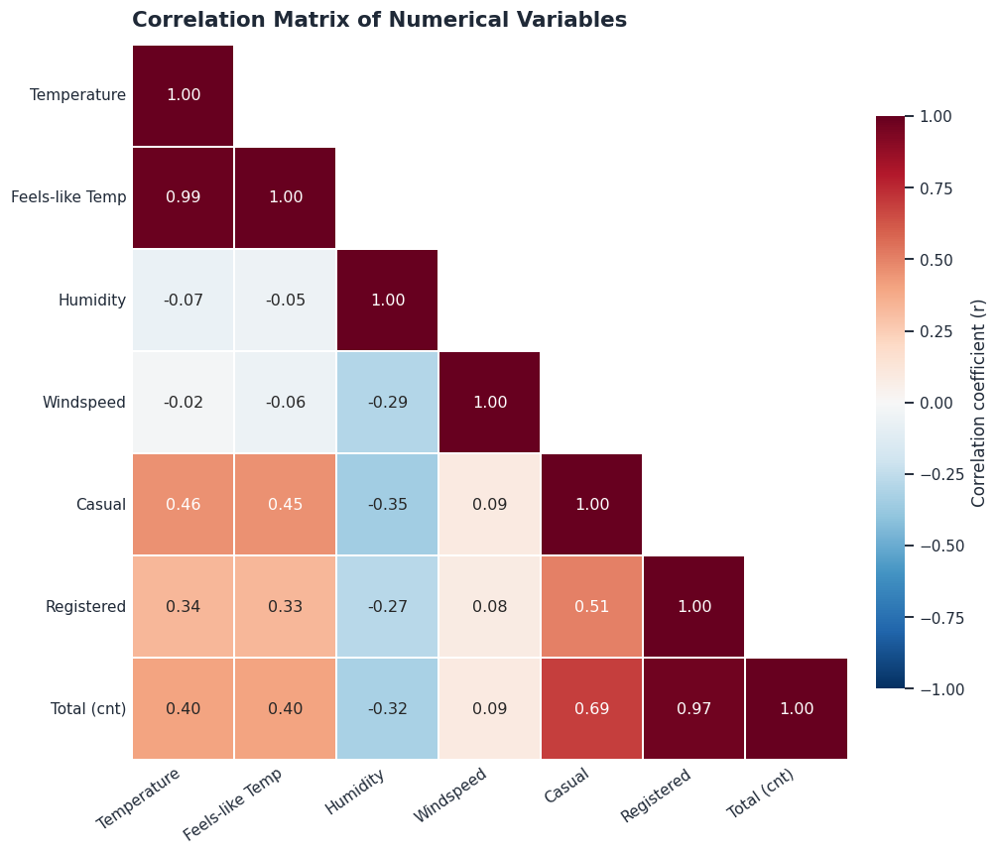 Correlation Matrix of Numerical Variables
Temperature 1.00
Feels-like Temp 0.99 1.00
Humidity -0.07 -0.05 1.00
Windspeed -0.02 -0.06 -0.29 1.00
Casual 0.46 0.45 -0.35 0.09 1.00
Registered 0.34 0.33 -0.27 0.08 0.51 1.00
Total (cnt) 0.40 0.40 -0.32 0.09 0.69 0.97 1.00
Temperature Feels-like Temp Humidity Windspeed Casual Registered Total (cnt)
1.00
0.75
0.50
0.25
0.00
−0.25
−0.50
−0.75
−1.00
Correlation coefficient (r)